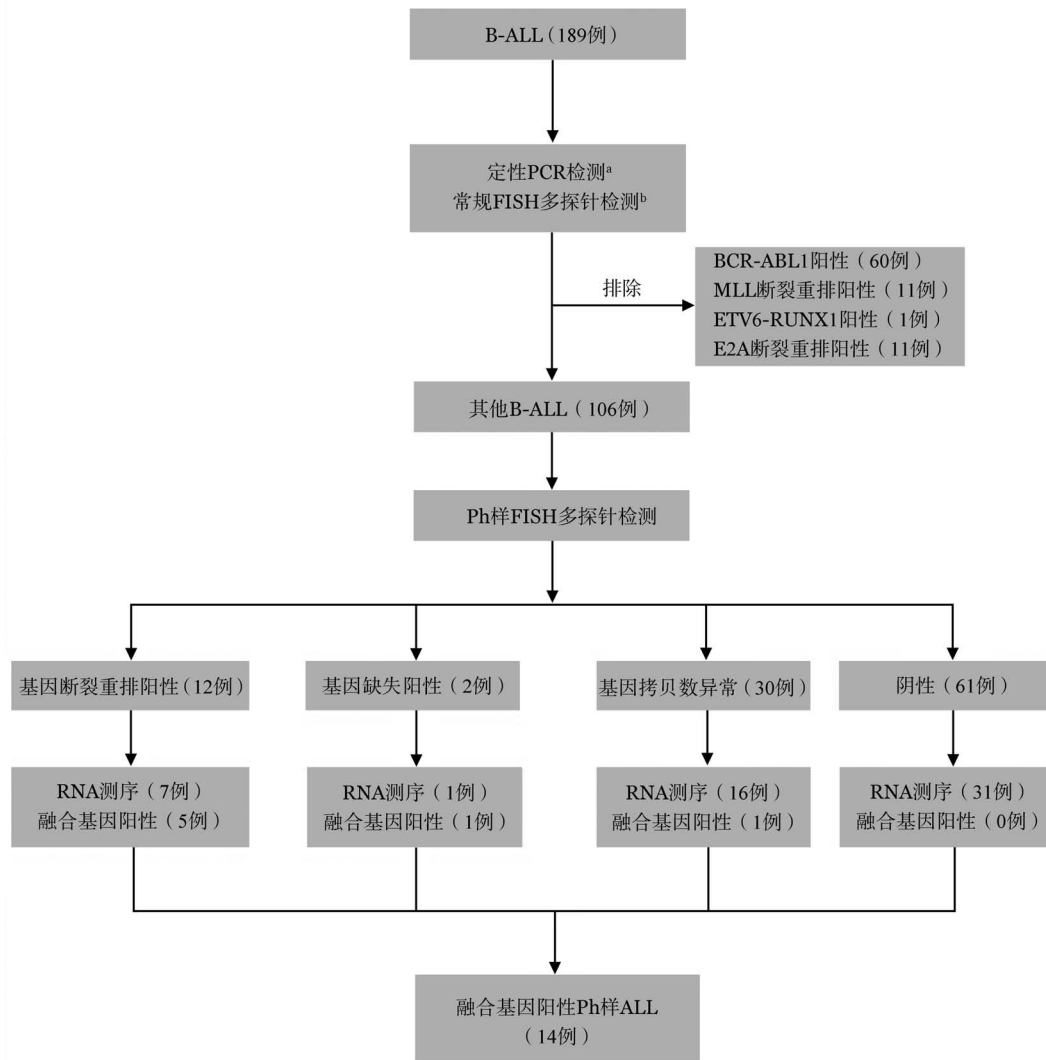 B-ALL（189例）
定性PCR检测ᵃ
常规FISH多探针检测ᵇ
排除
BCR-ABL1阳性（60例）
MLL断裂重排阳性（11例）
ETV6-RUNX1阳性（1例）
E2A断裂重排阳性（11例）
其他B-ALL（106例）
Ph样FISH多探针检测
基因断裂重排阳性（12例）
基因缺失阳性（2例）
基因拷贝数异常（30例）
阴性（61例）
RNA测序（7例）
融合基因阳性（5例）
RNA测序（1例）
融合基因阳性（1例）
RNA测序（16例）
融合基因阳性（1例）
RNA测序（31例）
融合基因阳性（0例）
融合基因阳性Ph样ALL
（14例）